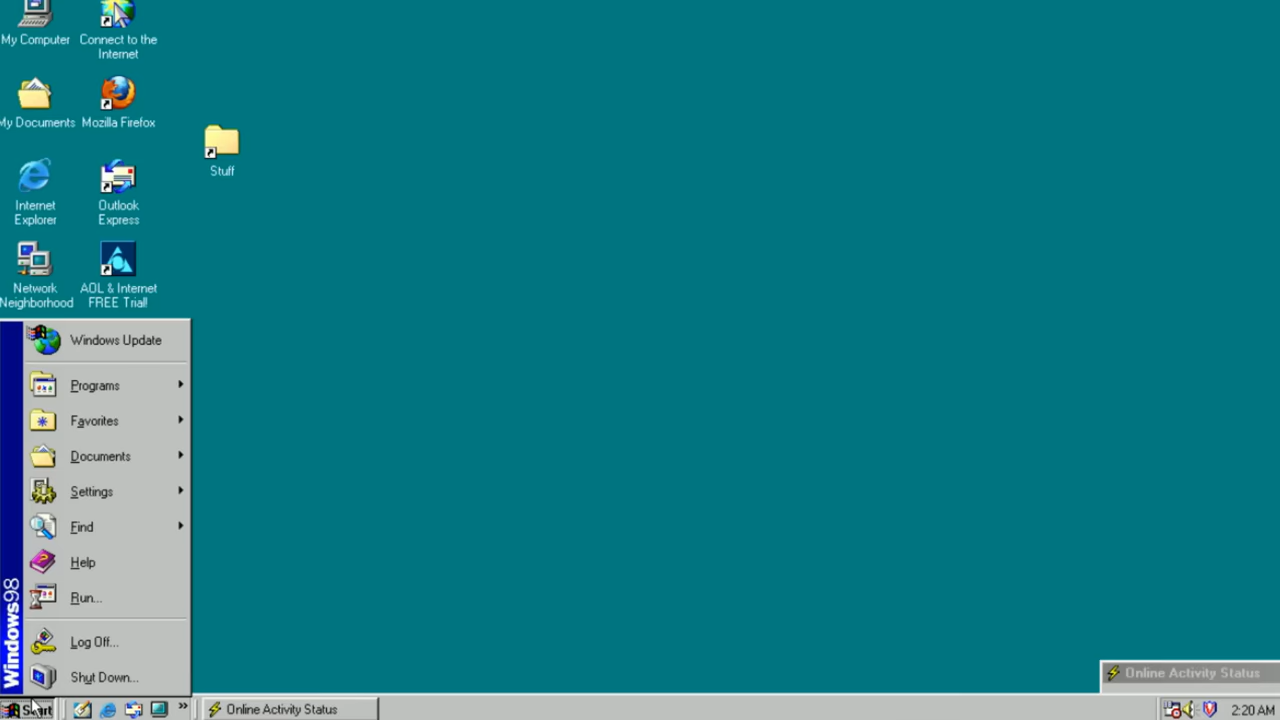 My Computer
Connect to the
Internet
My Documents
Mozilla Firefox
Stuff
Internet
Explorer
Outlook
Express
Network
Neighborhood
AOL & Internet
FREE Trial!
Windows Update
Programs
Favorites
Documents
Settings
Find
Help
Run...
Log Off...
Shut Down...
Windows98
Online Activity Status
Start
»
Online Activity Status
2:20 AM